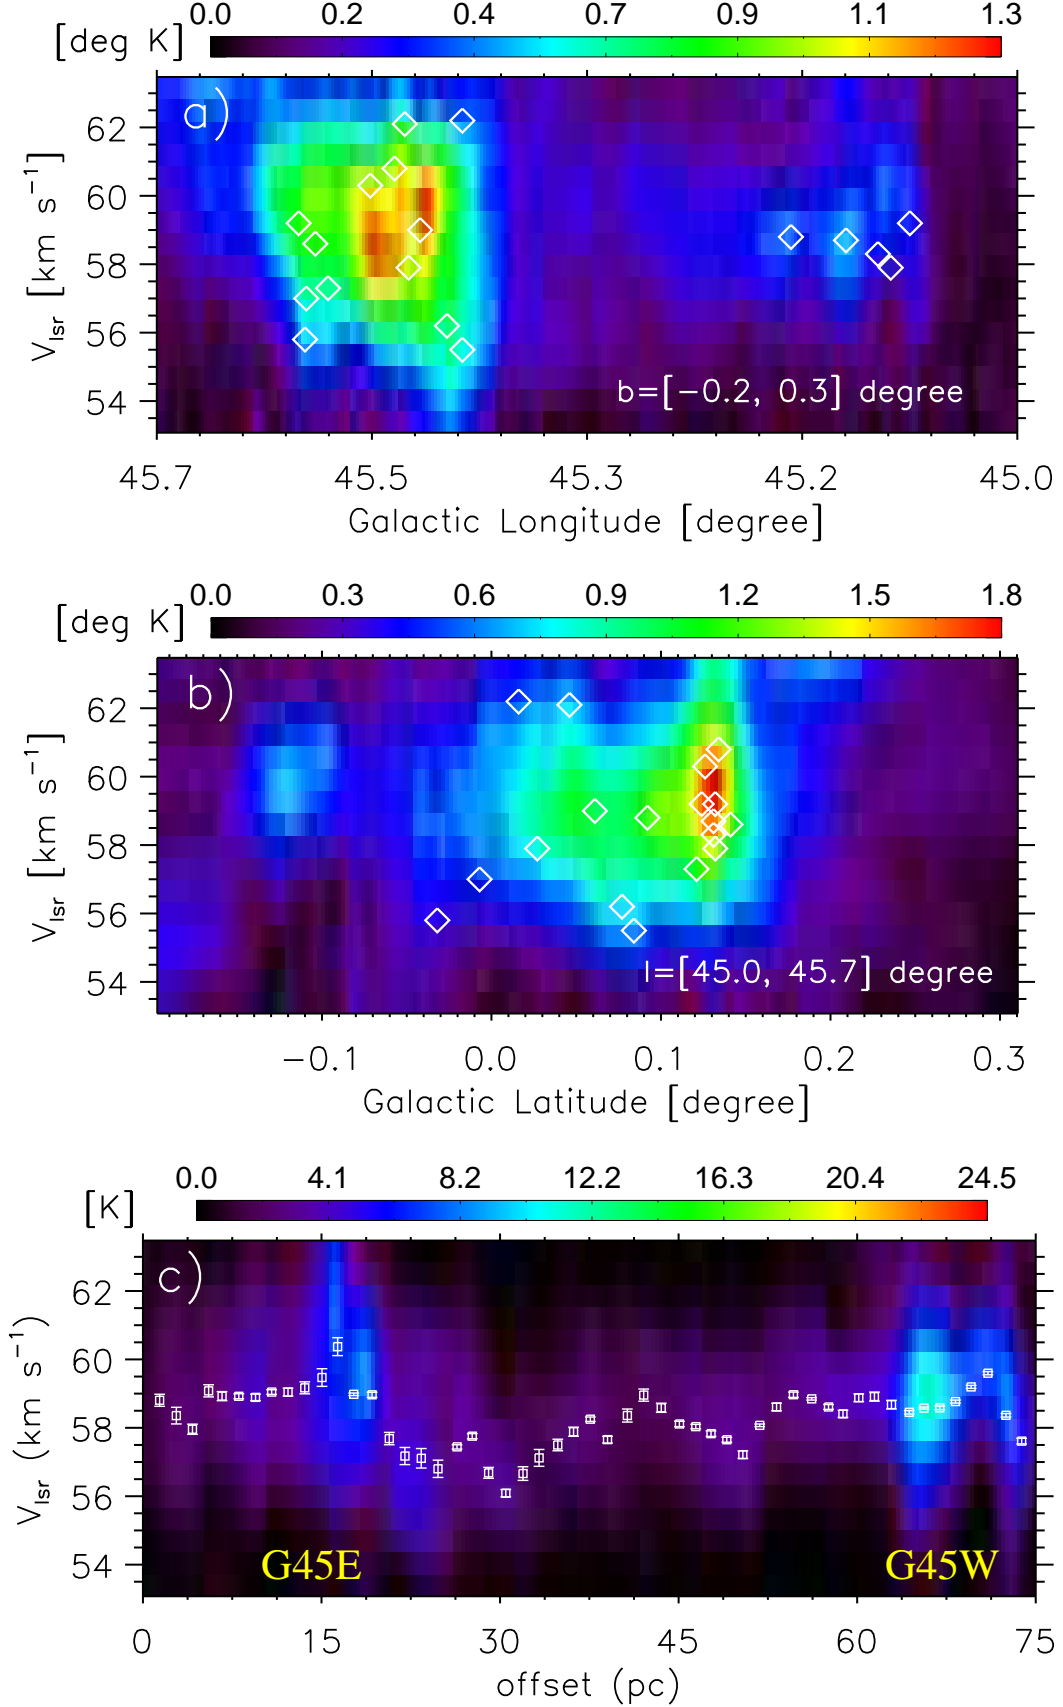 0.0 0.2 0.4 0.7 0.9 1.1 1.3
[deg K]
a)
62
60
58
56
54
V_lsr [km s⁻¹]
b=[−0.2, 0.3] degree
45.7 45.5 45.3 45.2 45.0
Galactic Longitude [degree]
0.0 0.3 0.6 0.9 1.2 1.5 1.8
[deg K]
b)
62
60
58
56
54
V_lsr [km s⁻¹]
l=[45.0, 45.7] degree
−0.1 0.0 0.1 0.2 0.3
Galactic Latitude [degree]
0.0 4.1 8.2 12.2 16.3 20.4 24.5
[K]
c)
62
60
58
56
54
V_lsr (km s⁻¹)
G45E G45W
0 15 30 45 60 75
offset (pc)